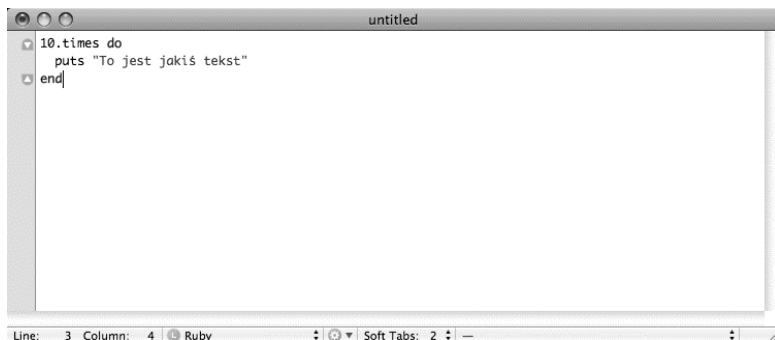 untitled
10.times do
  puts "To jest jakiś tekst"
end
Line: 3 Column: 4 L Ruby Soft Tabs: 2 —